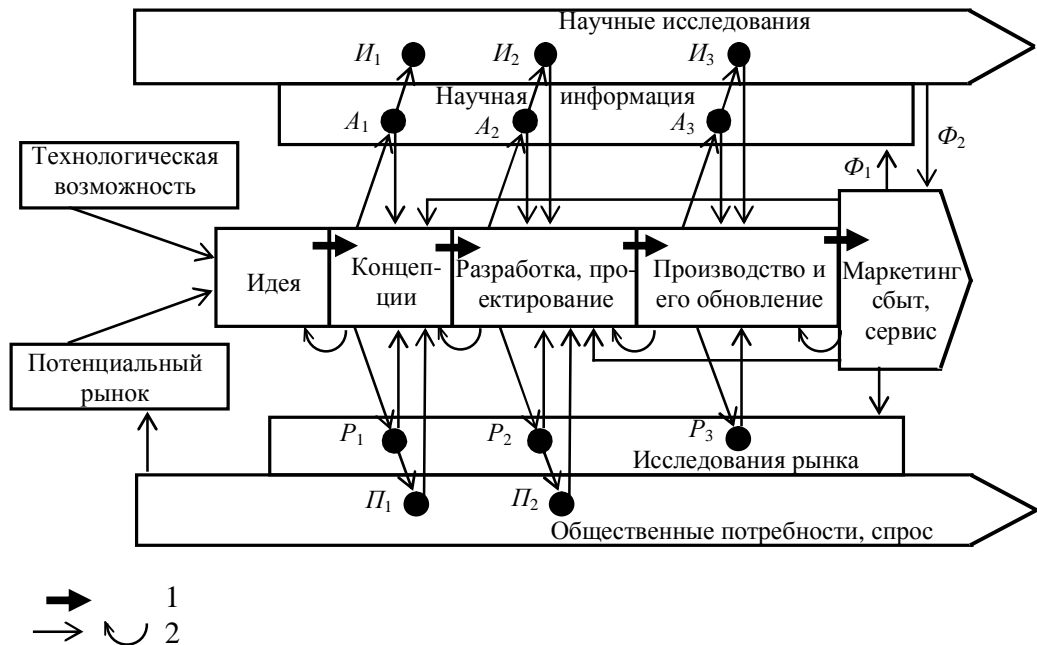 Научные исследования
И1 И2 И3
Научная информация
А1 А2 А3
Ф1 Ф2
Технологическая
возможность
Идея
Концеп-
ции
Разработка, про-
ектирование
Производство и
его обновление
Маркетинг
сбыт,
сервис
Потенциальный
рынок
Р1 Р2 Р3
Исследования рынка
П1 П2
Общественные потребности, спрос
1
2